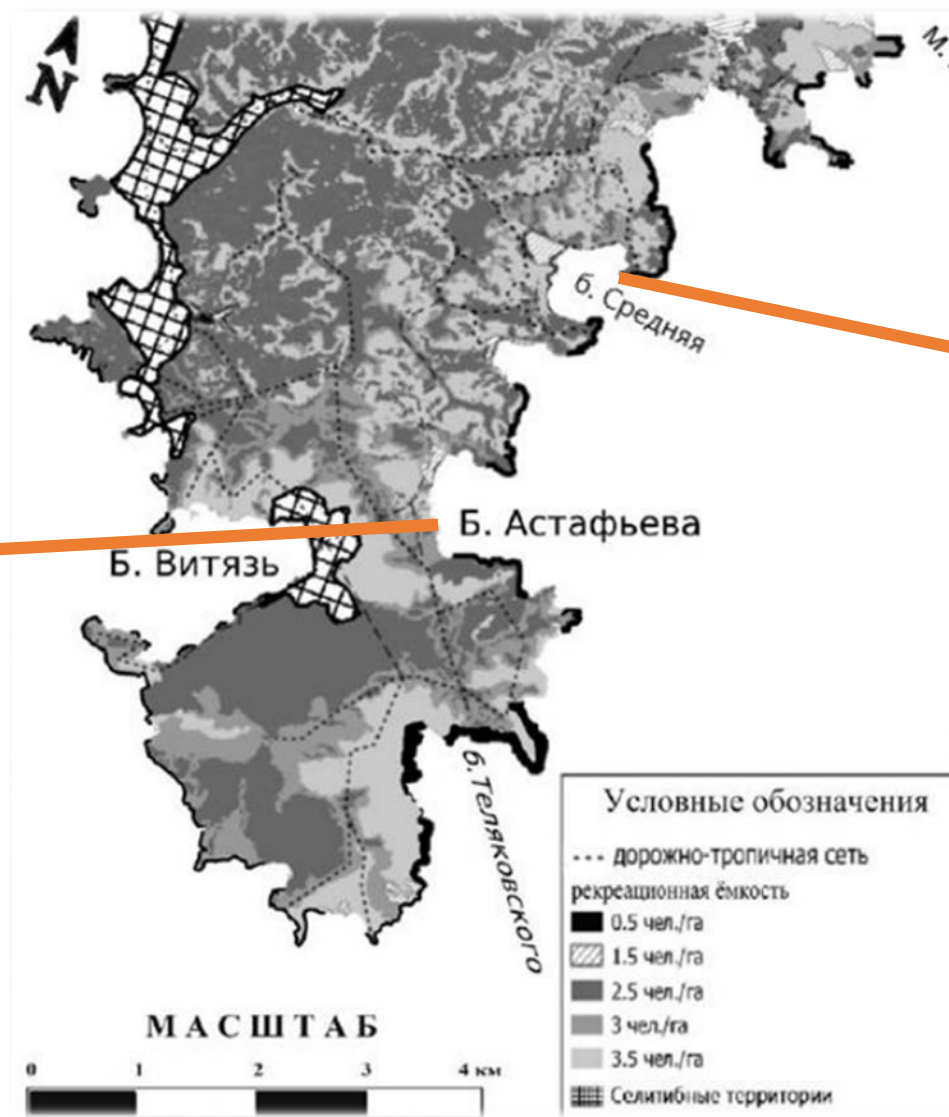 N
М.
б. Средняя
Б. Астафьева
Б. Витязь
б.Теляковского
Условные обозначения
дорожно-тропичная сеть
рекреационная ёмкость
0.5 чел./га
1.5 чел./га
2.5 чел./га
3 чел./га
3.5 чел./га
Селитибные территории
МАСШТАБ
0 1 2 3 4 км